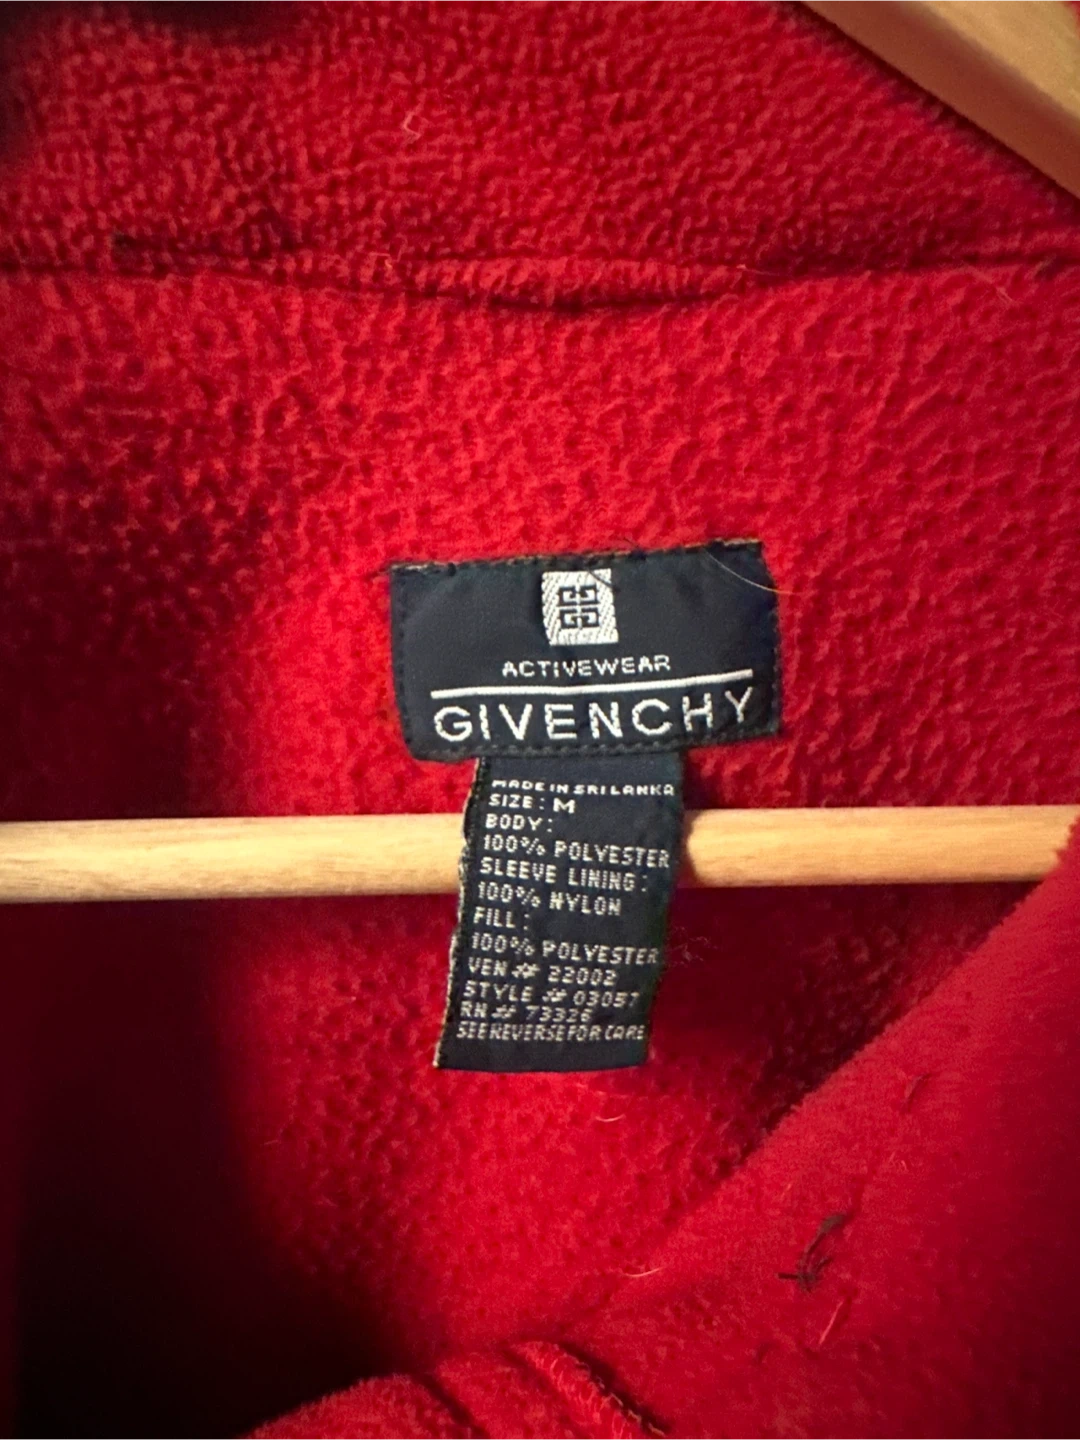 ACTIVEWEAR
GIVENCHY
MADE IN SRI LANKA
SIZE: M
BODY:
100% POLYESTER
SLEEVE LINING:
100% NYLON
FILL:
100% POLYESTER
VEN # 22002
STYLE # 03057
RN # 73326
SEE REVERSE FOR CARE